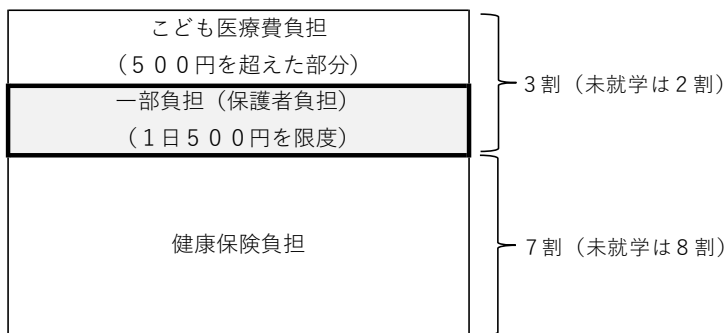 こども医療費負担
（５００円を超えた部分）
一部負担（保護者負担）
（１日５００円を限度）
３割（未就学は２割）
健康保険負担
７割（未就学は８割）